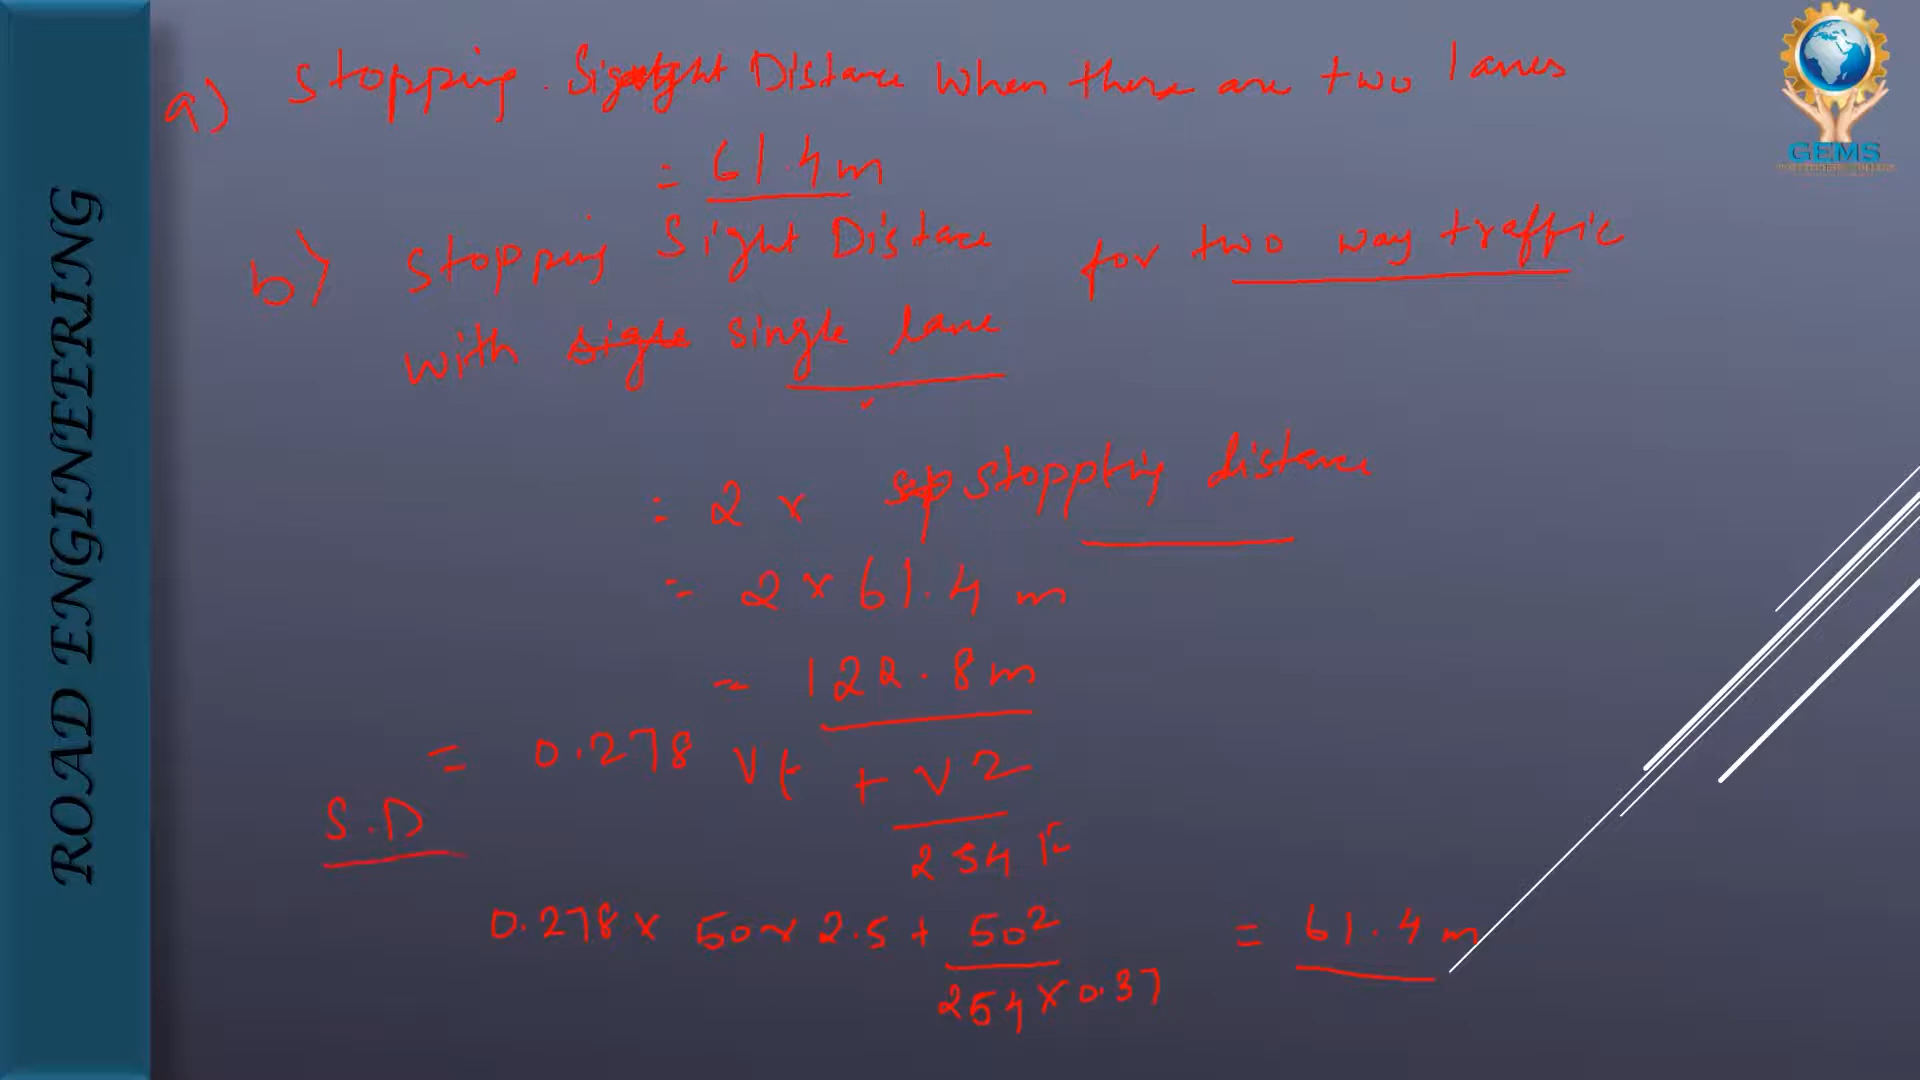 ROAD ENGINEERING
a) Stopping Sight Distance when there are two lanes
= 61.4m
b) Stopping Sight Distace for two way traffic
with single lane
= 2 x stopping distance
= 2 x 61.4 m
= 122.8m
S.D = 0.278 Vt + V2
254 F
0.278 x 50 x 2.5 + 50² = 61.4 m
254 x 0.37
GEMS